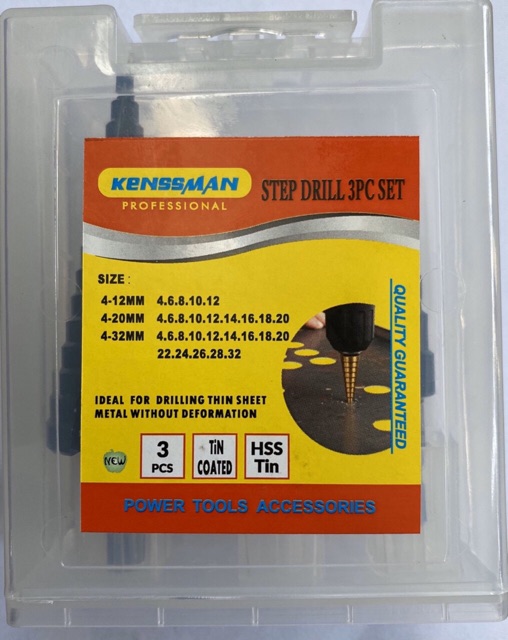 KENSSMAN
PROFESSIONAL
STEP DRILL 3PC SET
SIZE :
4-12MM 4.6.8.10.12
4-20MM 4.6.8.10.12.14.16.18.20
4-32MM 4.6.8.10.12.14.16.18.20
22.24.26.28.32
QUALITY GUARANTEED
IDEAL FOR DRILLING THIN SHEET
METAL WITHOUT DEFORMATION
NEW
3
PCS
TiN
COATED
HSS
Tin
POWER TOOLS ACCESSORIES